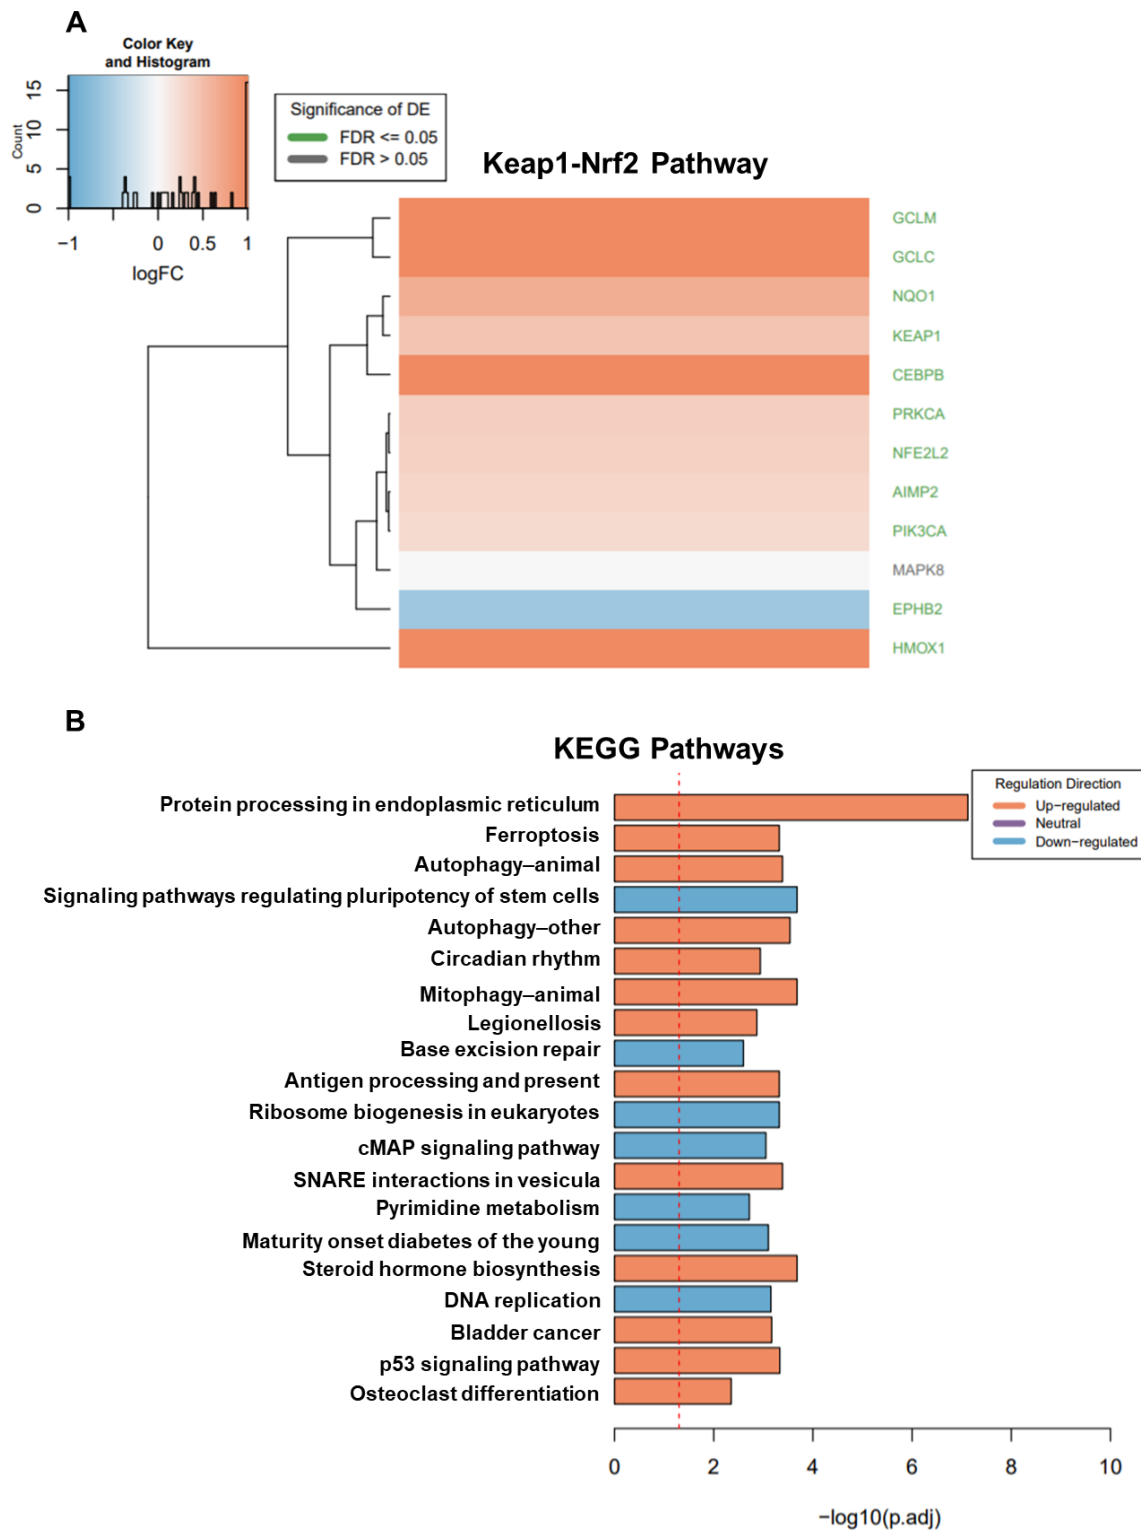 A
Color Key
and Histogram
Count
0
5
10
15
−1
0
0.5
1
logFC
Significance of DE
FDR <= 0.05
FDR > 0.05
Keap1-Nrf2 Pathway
GCLM
GCLC
NQO1
KEAP1
CEBPB
PRKCA
NFE2L2
AIMP2
PIK3CA
MAPK8
EPHB2
HMOX1
B
KEGG Pathways
Regulation Direction
Up−regulated
Neutral
Down−regulated
Protein processing in endoplasmic reticulum
Ferroptosis
Autophagy–animal
Signaling pathways regulating pluripotency of stem cells
Autophagy–other
Circadian rhythm
Mitophagy–animal
Legionellosis
Base excision repair
Antigen processing and present
Ribosome biogenesis in eukaryotes
cMAP signaling pathway
SNARE interactions in vesicula
Pyrimidine metabolism
Maturity onset diabetes of the young
Steroid hormone biosynthesis
DNA replication
Bladder cancer
p53 signaling pathway
Osteoclast differentiation
0 2 4 6 8 10
−log10(p.adj)